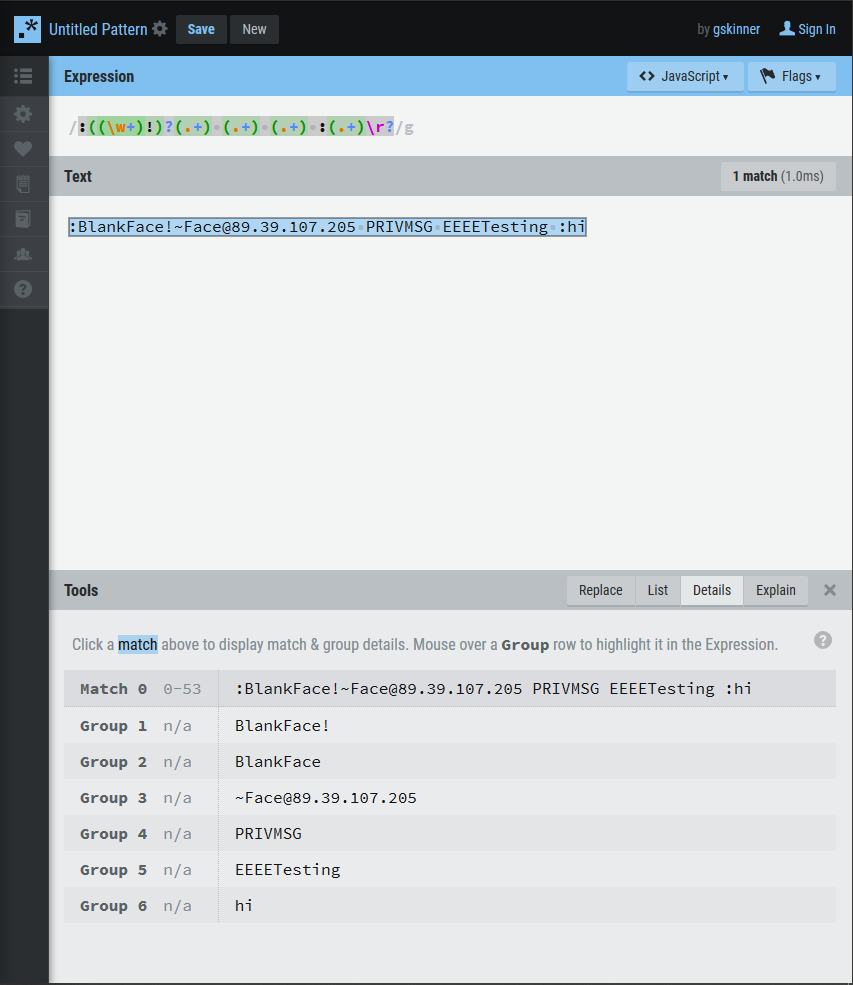 .* Untitled Pattern Save New by gskinner Sign In
Expression <> JavaScript ▾ Flags ▾
/:((\w+)!)?(.+) (.+) (.+) :(.+)\r?/g
Text 1 match (1.0ms)
:BlankFace!~Face@89.39.107.205 PRIVMSG EEEETesting :hi
Tools Replace List Details Explain ×
Click a match above to display match & group details. Mouse over a Group row to highlight it in the Expression. ?
Match 0 0-53 :BlankFace!~Face@89.39.107.205 PRIVMSG EEEETesting :hi
Group 1 n/a BlankFace!
Group 2 n/a BlankFace
Group 3 n/a ~Face@89.39.107.205
Group 4 n/a PRIVMSG
Group 5 n/a EEEETesting
Group 6 n/a hi